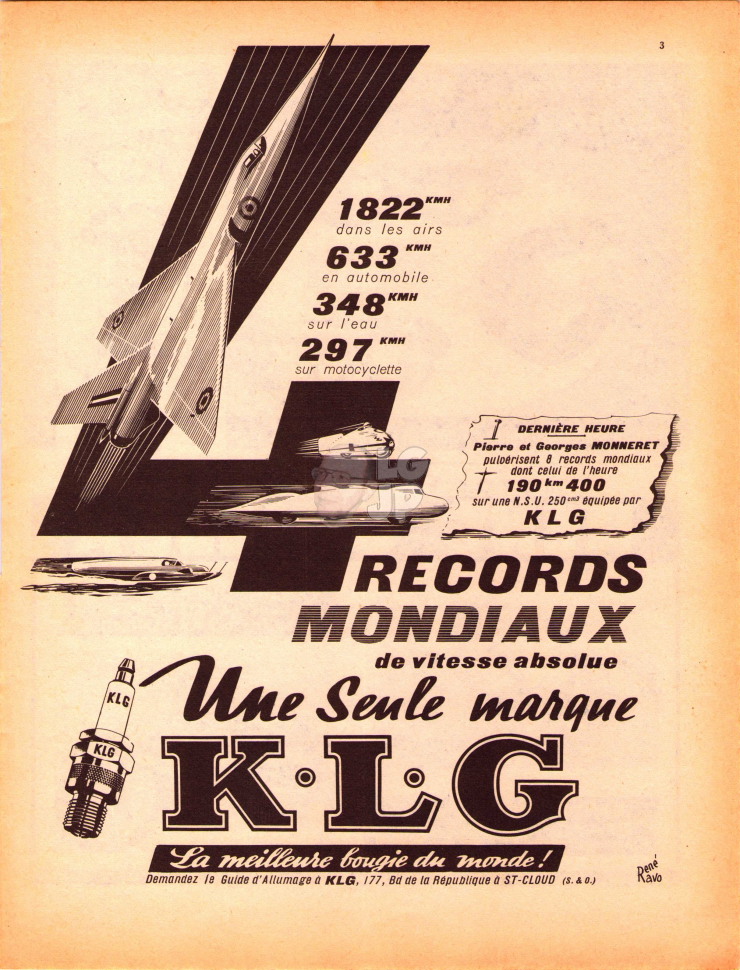 3
1822 KMH
dans les airs
633 KMH
en automobile
348 KMH
sur l'eau
297 KMH
sur motocyclette
DERNIÈRE HEURE
Pierre et Georges MONNERET
pulvérisent 8 records mondiaux
dont celui de l'heure
190 km 400
sur une N.S.U. 250 cm3 équipée par
KLG
4
RECORDS
MONDIAUX
de vitesse absolue
Une Seule marque
KLG
KLG
K·L·G
La meilleure bougie du monde !
Demandez le Guide d'Allumage à KLG, 177, Bd de la République à ST-CLOUD (S. & O.)
René
Ravo
KLG
JP